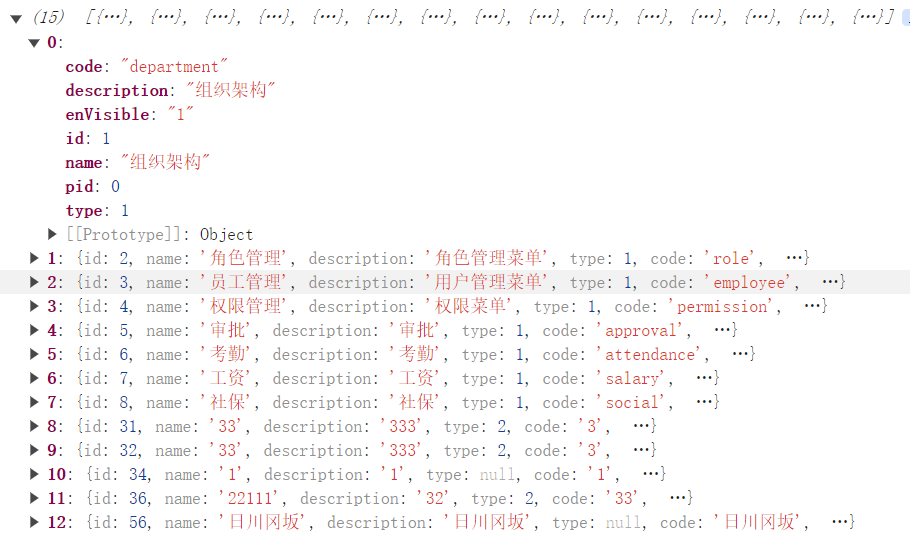 (15) [{…}, {…}, {…}, {…}, {…}, {…}, {…}, {…}, {…}, {…}, {…}, {…}, {…}, {…}, {…}]
0:
code: "department"
description: "组织架构"
enVisible: "1"
id: 1
name: "组织架构"
pid: 0
type: 1
[[Prototype]]: Object
1: {id: 2, name: '角色管理', description: '角色管理菜单', type: 1, code: 'role', …}
2: {id: 3, name: '员工管理', description: '用户管理菜单', type: 1, code: 'employee', …}
3: {id: 4, name: '权限管理', description: '权限菜单', type: 1, code: 'permission', …}
4: {id: 5, name: '审批', description: '审批', type: 1, code: 'approval', …}
5: {id: 6, name: '考勤', description: '考勤', type: 1, code: 'attendance', …}
6: {id: 7, name: '工资', description: '工资', type: 1, code: 'salary', …}
7: {id: 8, name: '社保', description: '社保', type: 1, code: 'social', …}
8: {id: 31, name: '33', description: '333', type: 2, code: '3', …}
9: {id: 32, name: '33', description: '333', type: 2, code: '3', …}
10: {id: 34, name: '1', description: '1', type: null, code: '1', …}
11: {id: 36, name: '22111', description: '32', type: 2, code: '33', …}
12: {id: 56, name: '日川冈坂', description: '日川冈坂', type: null, code: '日川冈坂', …}